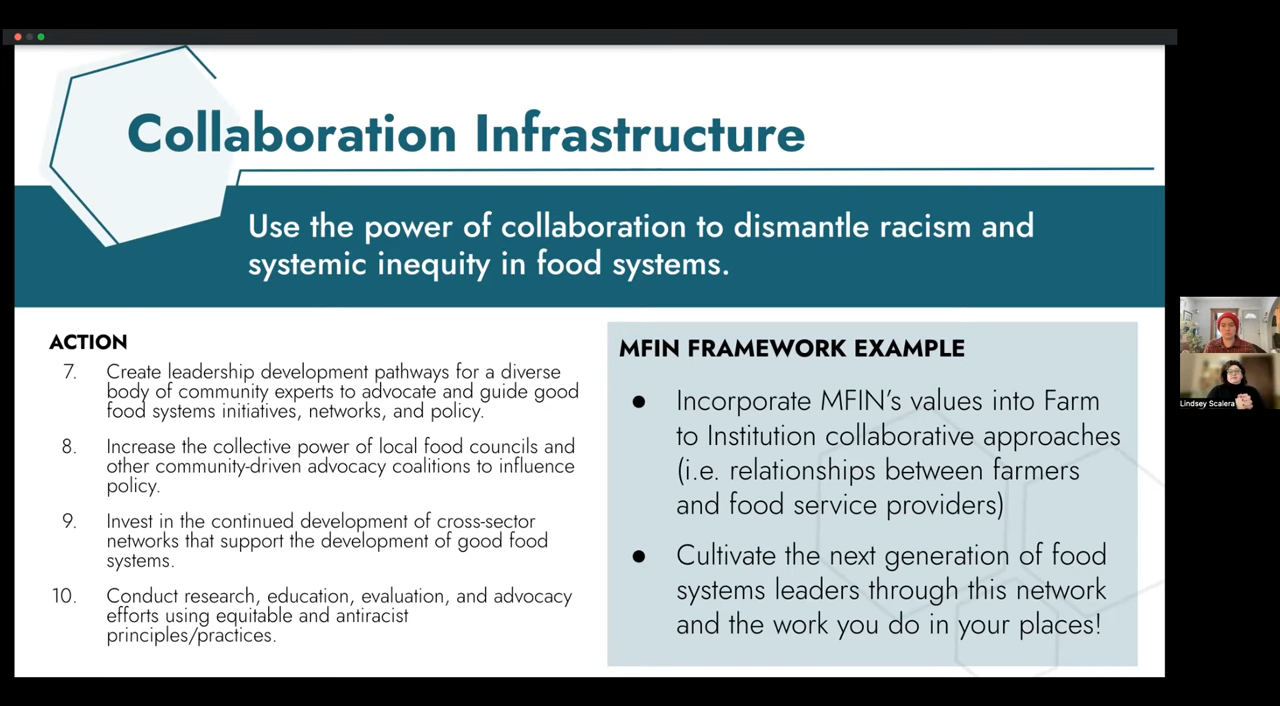 Collaboration Infrastructure
Use the power of collaboration to dismantle racism and
systemic inequity in food systems.
ACTION
7. Create leadership development pathways for a diverse
body of community experts to advocate and guide good
food systems initiatives, networks, and policy.
8. Increase the collective power of local food councils and
other community-driven advocacy coalitions to influence
policy.
9. Invest in the continued development of cross-sector
networks that support the development of good food
systems.
10. Conduct research, education, evaluation, and advocacy
efforts using equitable and antiracist
principles/practices.
MFIN FRAMEWORK EXAMPLE
● Incorporate MFIN’s values into Farm
to Institution collaborative approaches
(i.e. relationships between farmers
and food service providers)
● Cultivate the next generation of food
systems leaders through this network
and the work you do in your places!
Lindsey Scalera